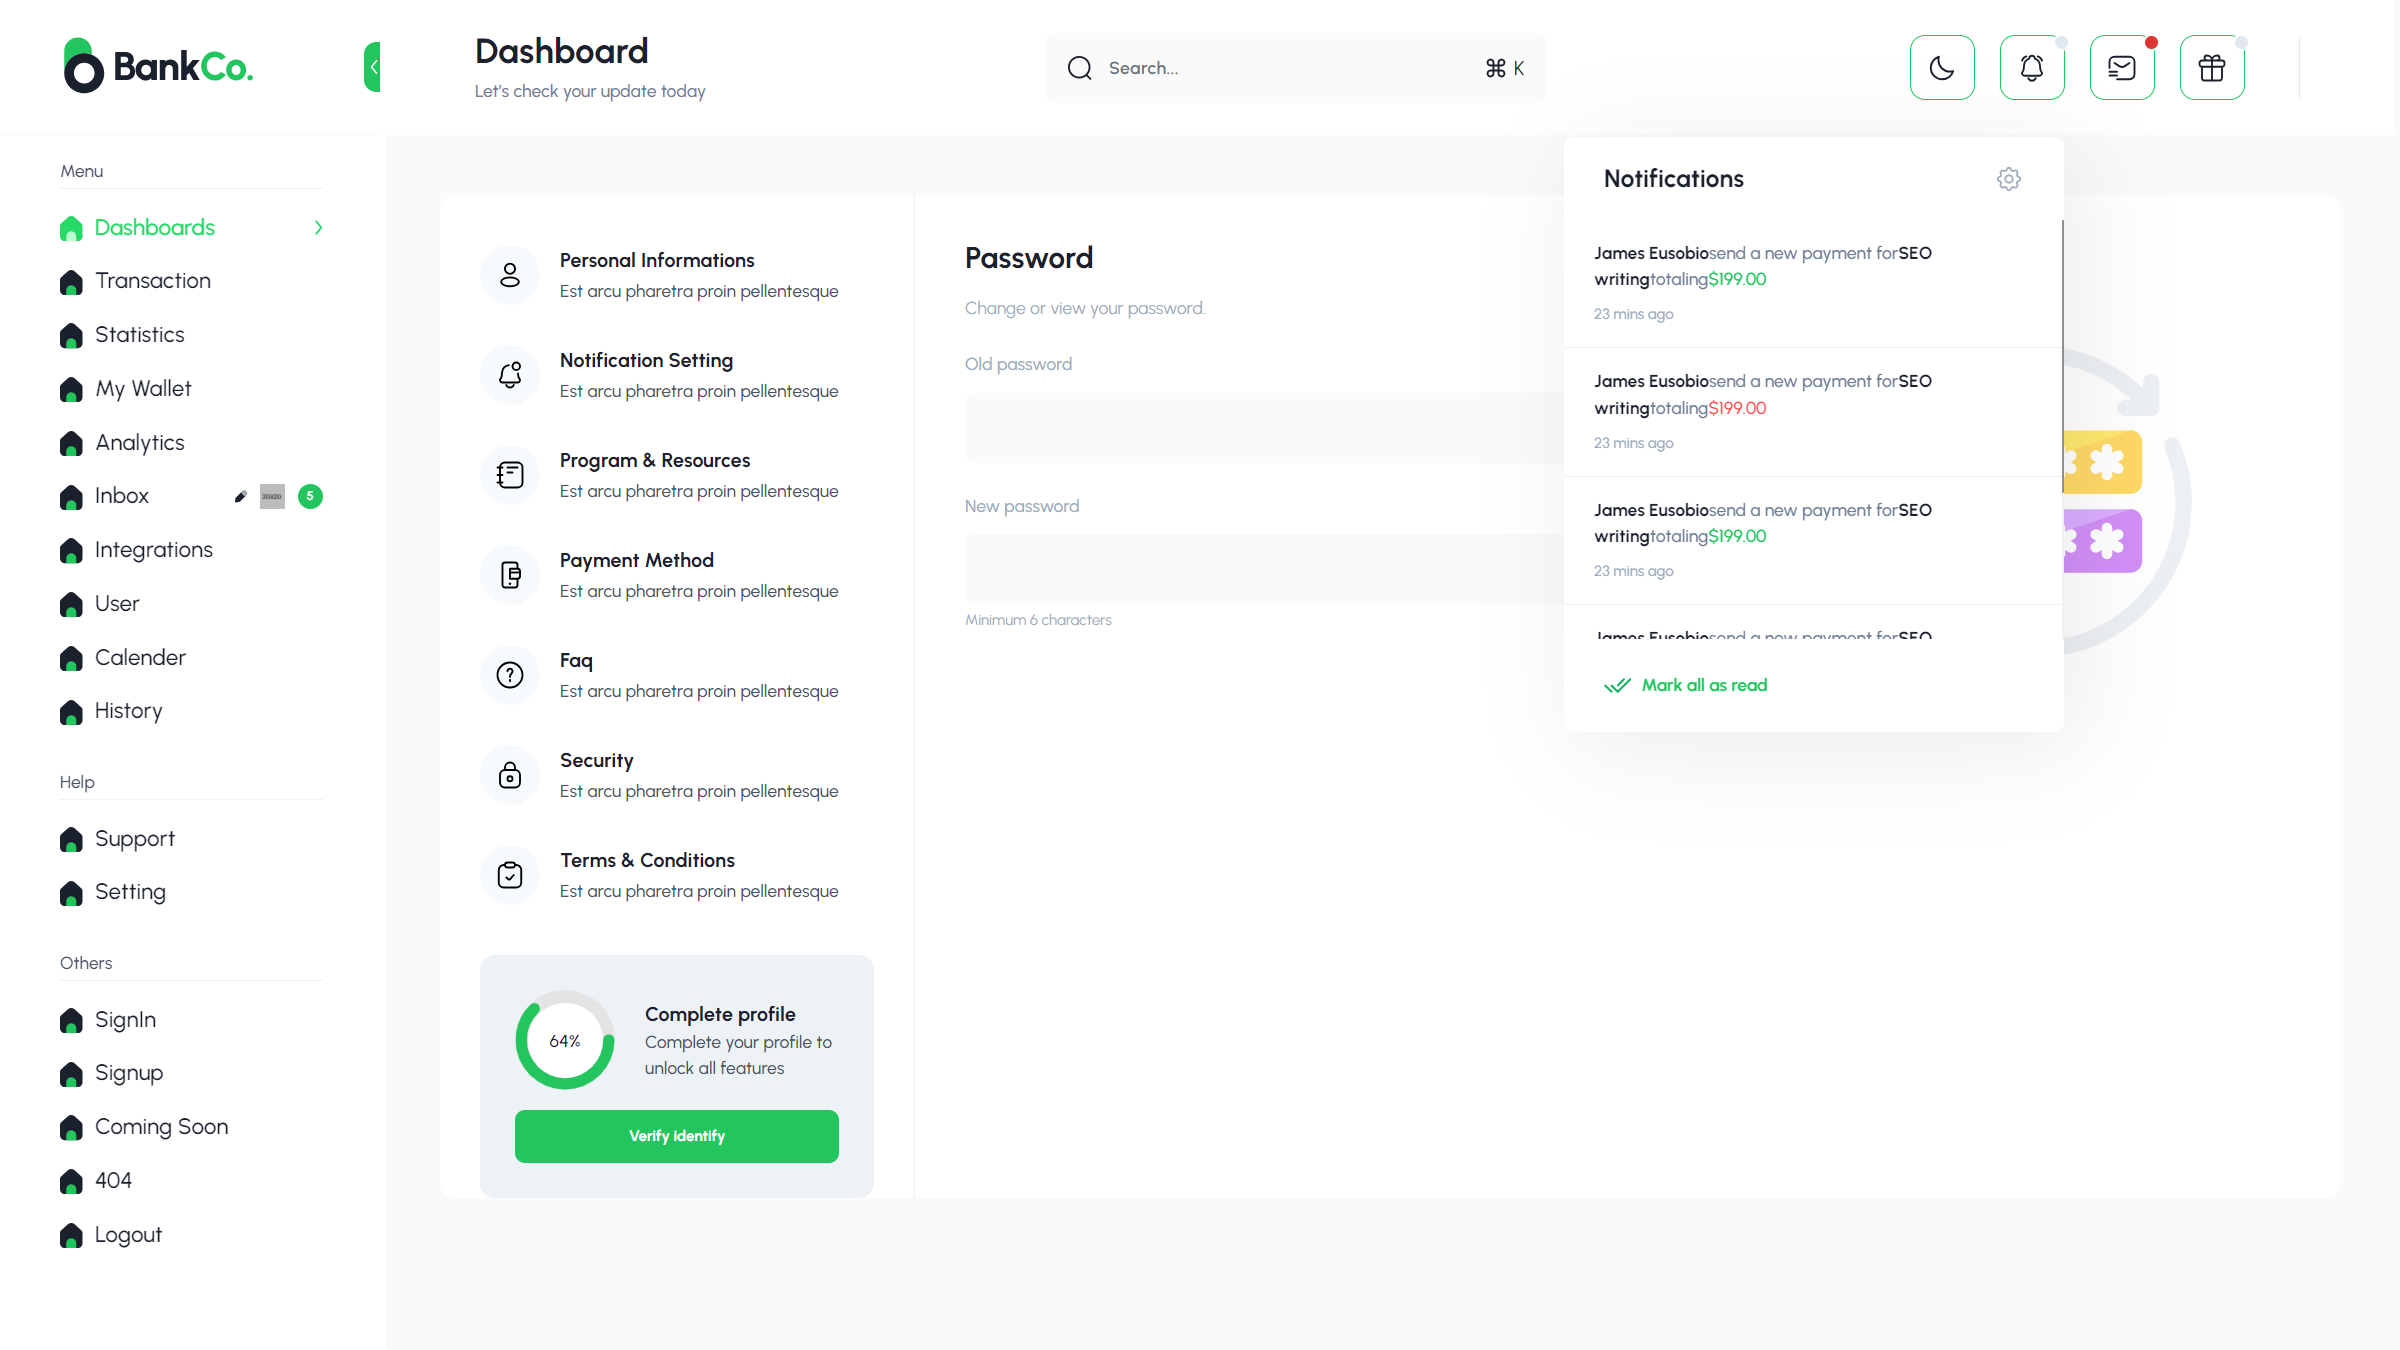 BankCo.
Dashboard
Let's check your update today
Search...
⌘ K
Menu
Dashboards
Transaction
Statistics
My Wallet
Analytics
Inbox
5
Integrations
User
Calender
History
Help
Support
Setting
Others
SignIn
Signup
Coming Soon
404
Logout
Personal Informations
Est arcu pharetra proin pellentesque
Notification Setting
Est arcu pharetra proin pellentesque
Program & Resources
Est arcu pharetra proin pellentesque
Payment Method
Est arcu pharetra proin pellentesque
Faq
Est arcu pharetra proin pellentesque
Security
Est arcu pharetra proin pellentesque
Terms & Conditions
Est arcu pharetra proin pellentesque
64%
Complete profile
Complete your profile to
unlock all features
Verify identify
Password
Change or view your password.
Old password
New password
Minimum 6 characters
Notifications
James Eusobiosend a new payment forSEO
writingtotaling$199.00
23 mins ago
James Eusobiosend a new payment forSEO
writingtotaling$199.00
23 mins ago
James Eusobiosend a new payment forSEO
writingtotaling$199.00
23 mins ago
James Eusobiosend a new payment forSEO
Mark all as read